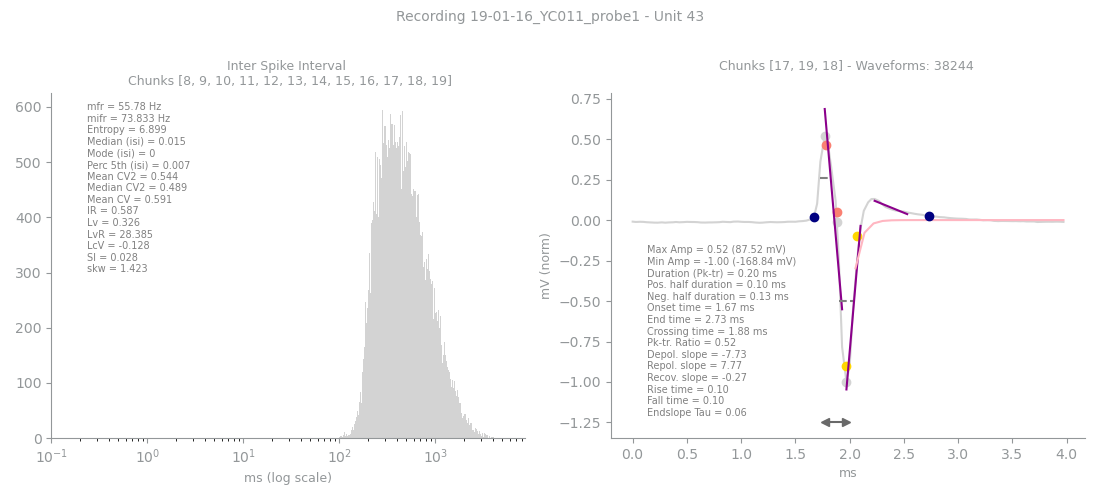 Recording 19-01-16_YC011_probe1 - Unit 43
Inter Spike Interval
Chunks [8, 9, 10, 11, 12, 13, 14, 15, 16, 17, 18, 19]
600
500
400
300
200
100
0
mfr = 55.78 Hz
mifr = 73.833 Hz
Entropy = 6.899
Median (isi) = 0.015
Mode (isi) = 0
Perc 5th (isi) = 0.007
Mean CV2 = 0.544
Median CV2 = 0.489
Mean CV = 0.591
IR = 0.587
Lv = 0.326
LvR = 28.385
LcV = -0.128
SI = 0.028
skw = 1.423
10⁻¹ 10⁰ 10¹ 10² 10³
ms (log scale)
Chunks [17, 19, 18] - Waveforms: 38244
mV (norm)
0.75
0.50
0.25
0.00
−0.25
−0.50
−0.75
−1.00
−1.25
Max Amp = 0.52 (87.52 mV)
Min Amp = -1.00 (-168.84 mV)
Duration (Pk-tr) = 0.20 ms
Pos. half duration = 0.10 ms
Neg. half duration = 0.13 ms
Onset time = 1.67 ms
End time = 2.73 ms
Crossing time = 1.88 ms
Pk-tr. Ratio = 0.52
Depol. slope = -7.73
Repol. slope = 7.77
Recov. slope = -0.27
Rise time = 0.10
Fall time = 0.10
Endslope Tau = 0.06
0.0 0.5 1.0 1.5 2.0 2.5 3.0 3.5 4.0
ms